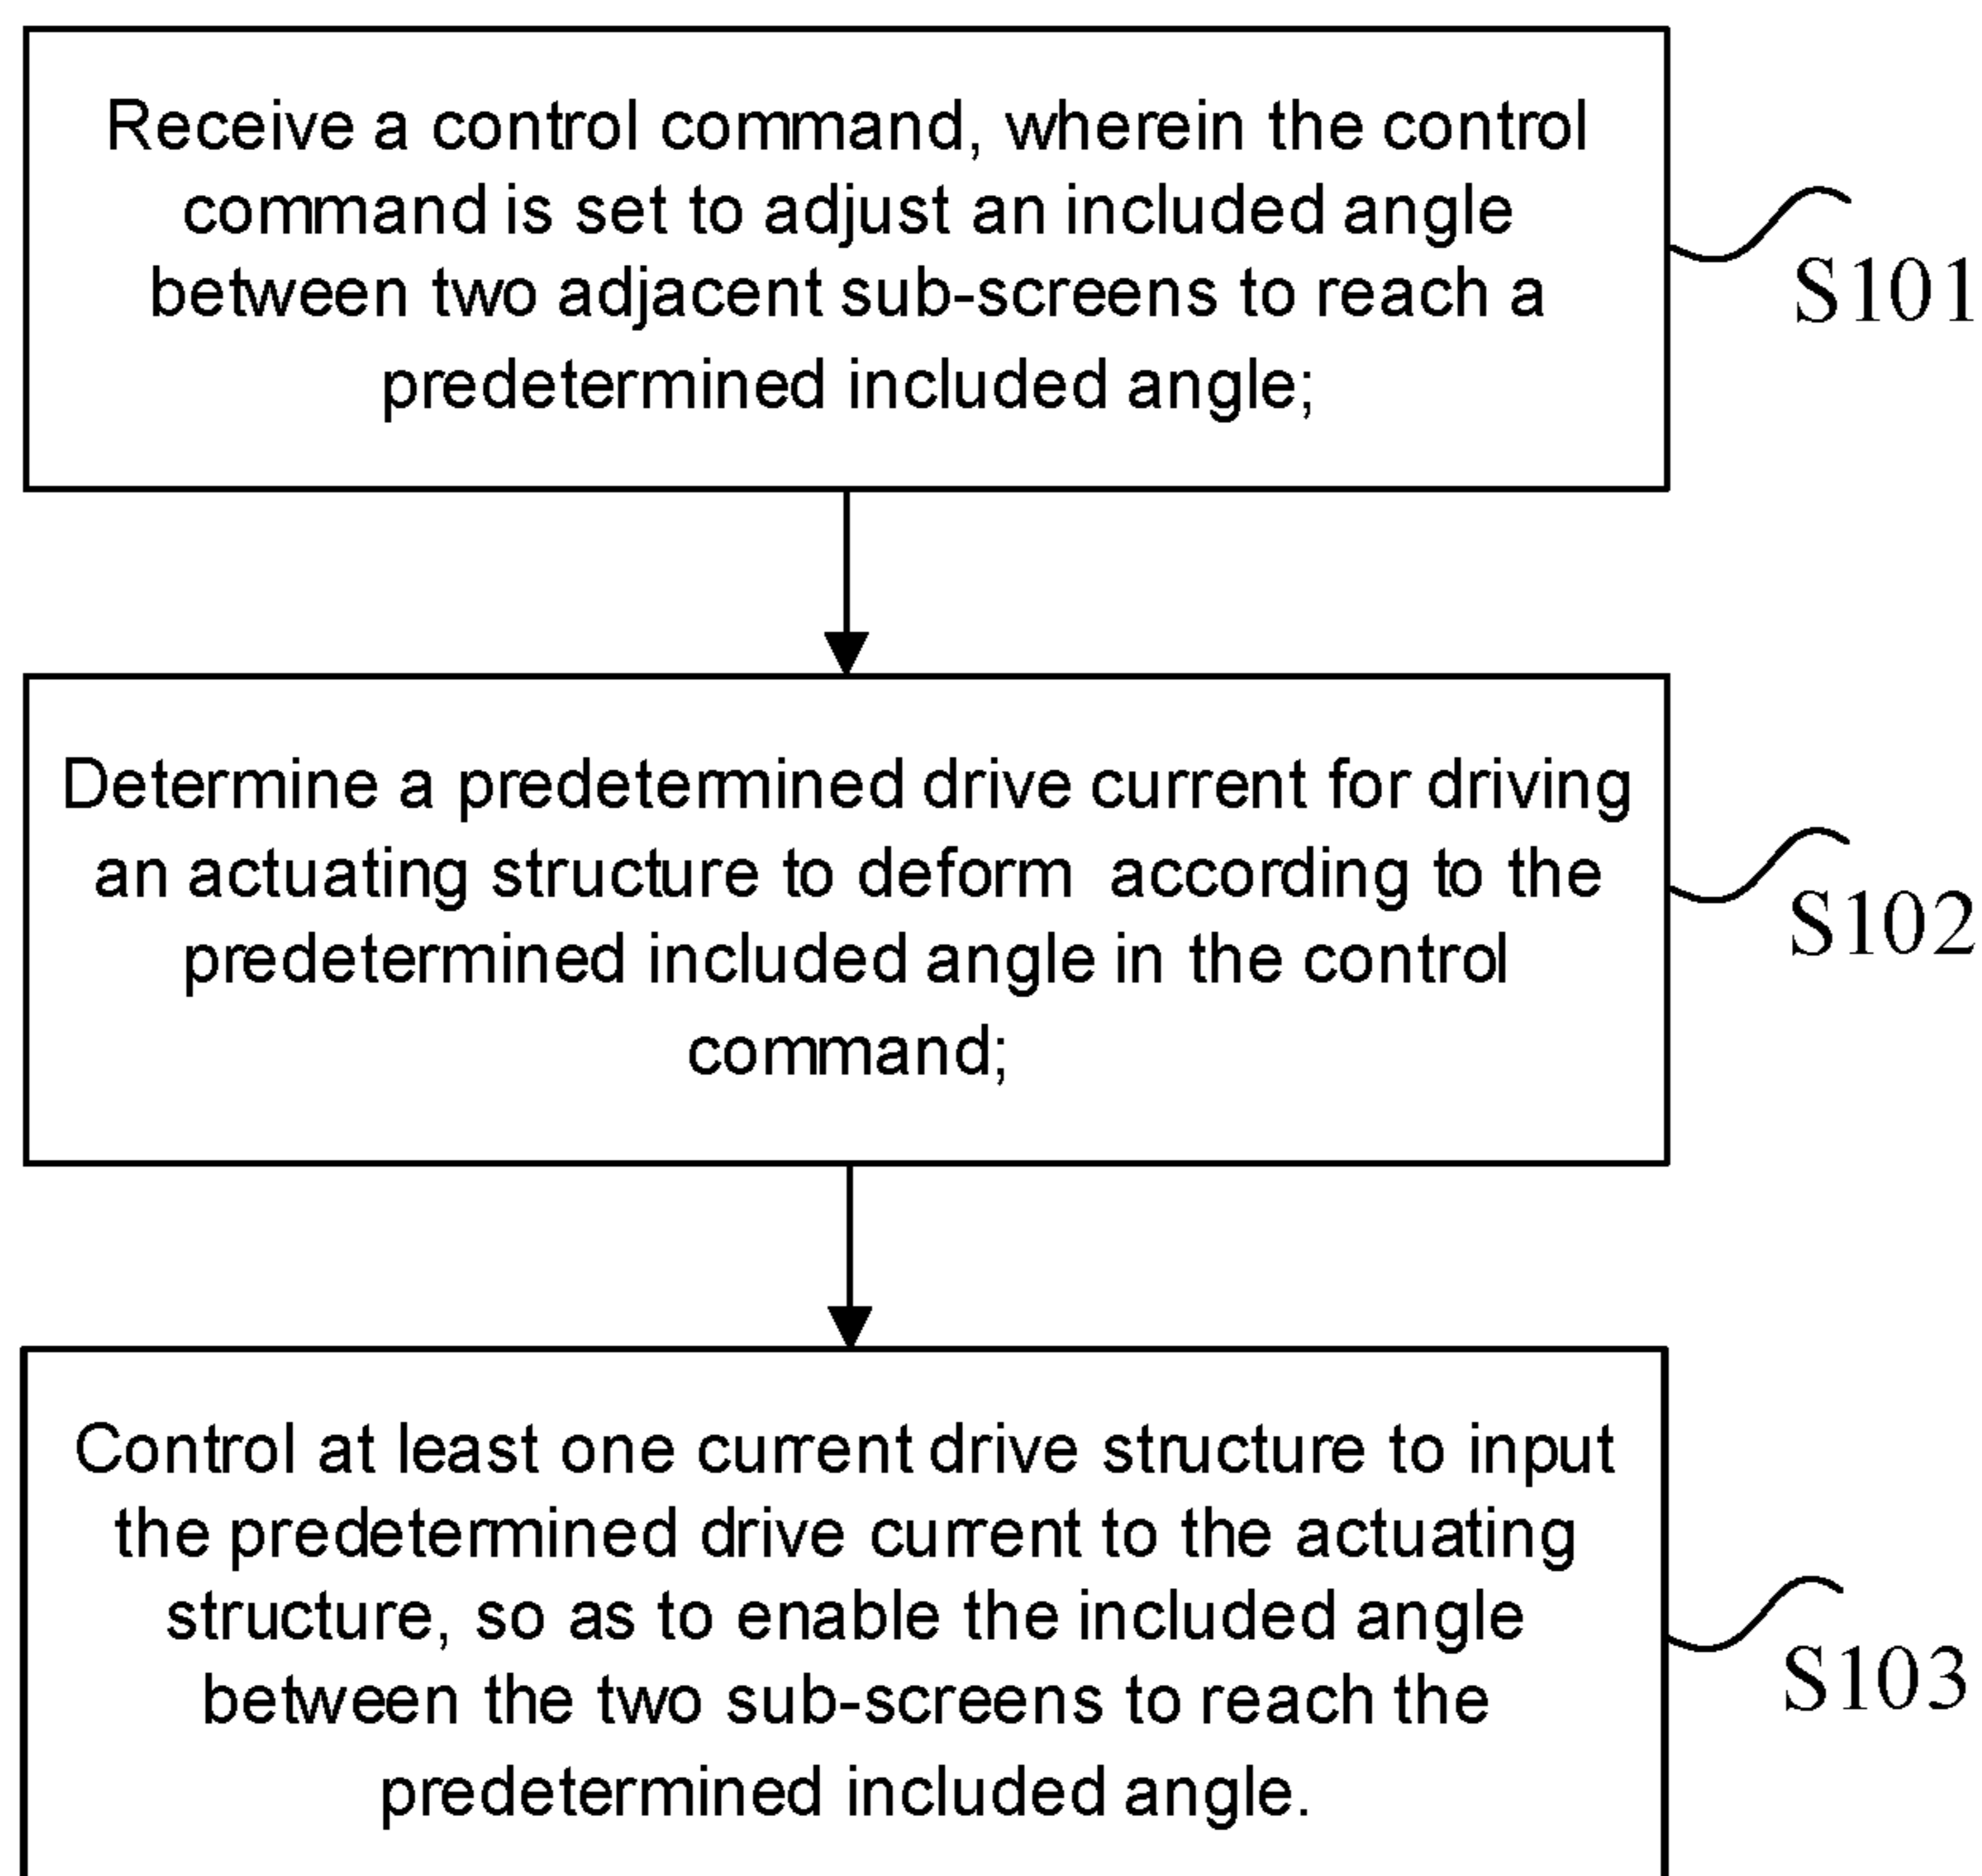 Receive a control command, wherein the control
command is set to adjust an included angle
between two adjacent sub-screens to reach a
predetermined included angle;
S101
Determine a predetermined drive current for driving
an actuating structure to deform according to the
predetermined included angle in the control
command;
S102
Control at least one current drive structure to input
the predetermined drive current to the actuating
structure, so as to enable the included angle
between the two sub-screens to reach the
predetermined included angle.
S103